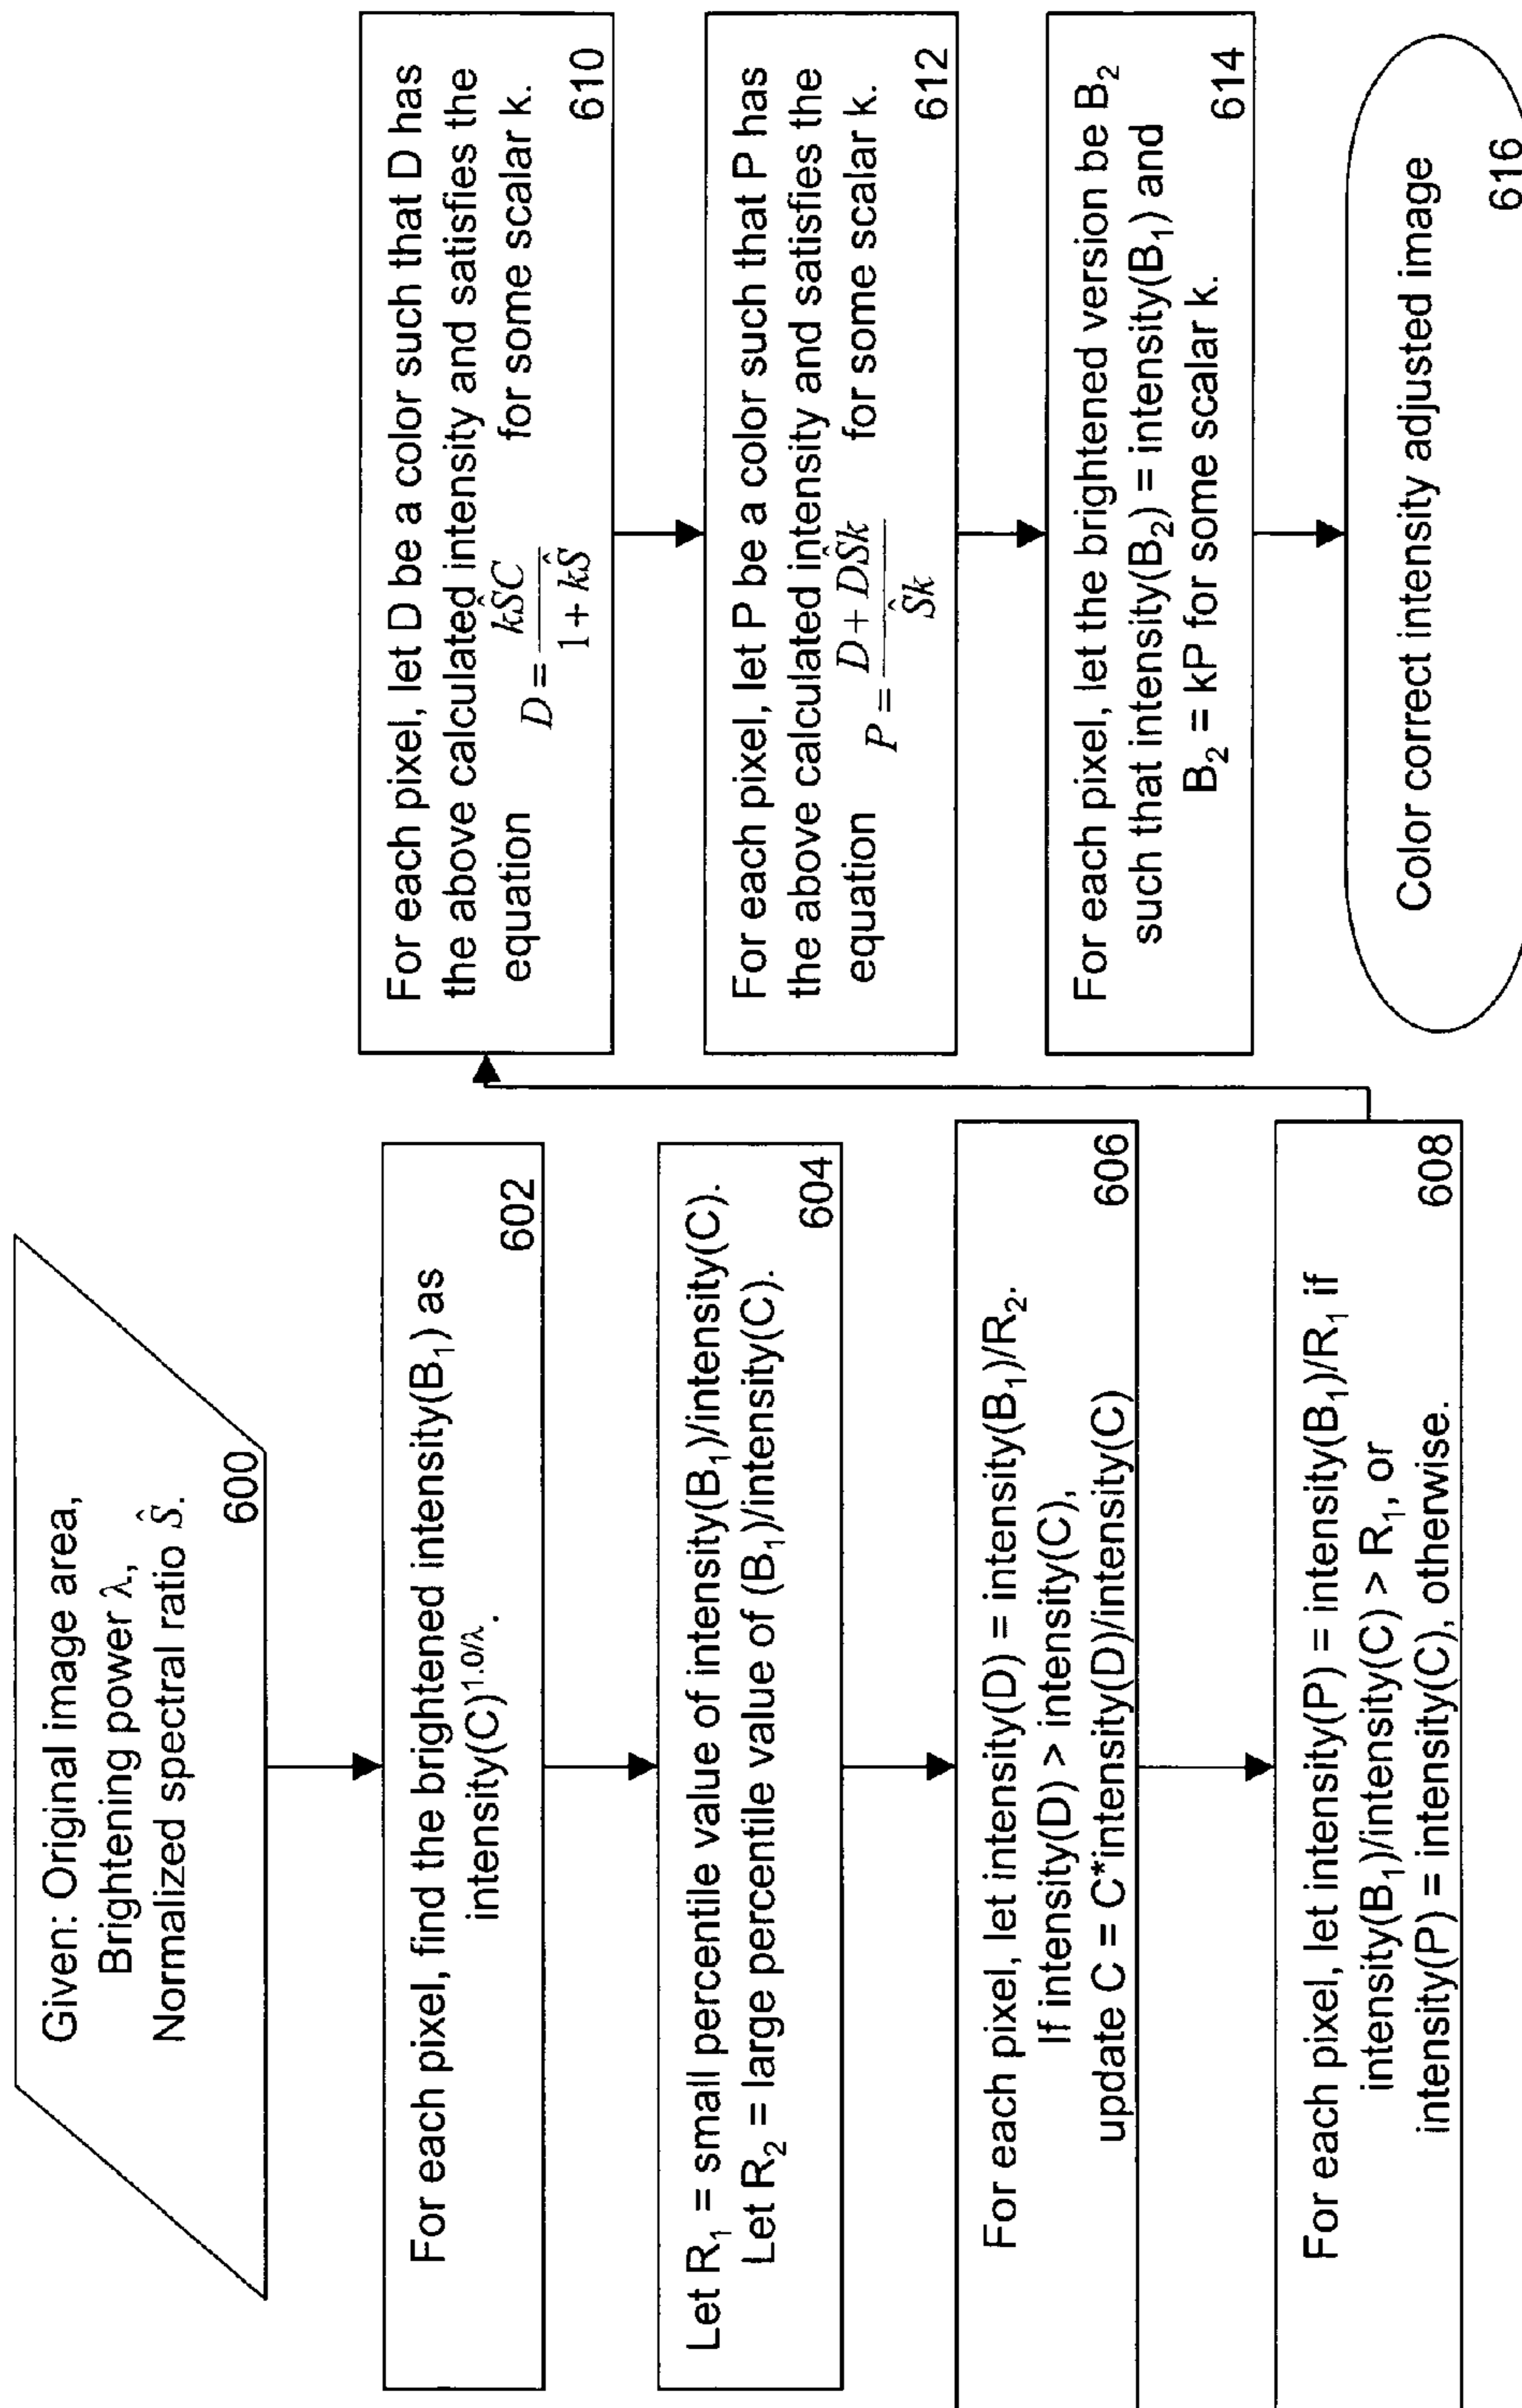 Given: Original image area,
Brightening power λ,
Normalized spectral ratio Ŝ.
600
For each pixel, find the brightened intensity(B₁) as
intensity(C)^1.0/λ.
602
Let R₁ = small percentile value of intensity(B₁)/intensity(C).
Let R₂ = large percentile value of (B₁)/intensity(C).
604
For each pixel, let intensity(D) = intensity(B₁)/R₂.
If intensity(D) > intensity(C),
update C = C*intensity(D)/intensity(C)
606
For each pixel, let intensity(P) = intensity(B₁)/R₁ if
intensity(B₁)/intensity(C) > R₁, or
intensity(P) = intensity(C), otherwise.
608
For each pixel, let D be a color such that D has
the above calculated intensity and satisfies the
equation D = kŜC / 1 + kŜ for some scalar k.
610
For each pixel, let P be a color such that P has
the above calculated intensity and satisfies the
equation P = D + DŜk / Ŝk for some scalar k.
612
For each pixel, let the brightened version be B₂
such that intensity(B₂) = intensity(B₁) and
B₂ = kP for some scalar k.
614
Color correct intensity adjusted image
616